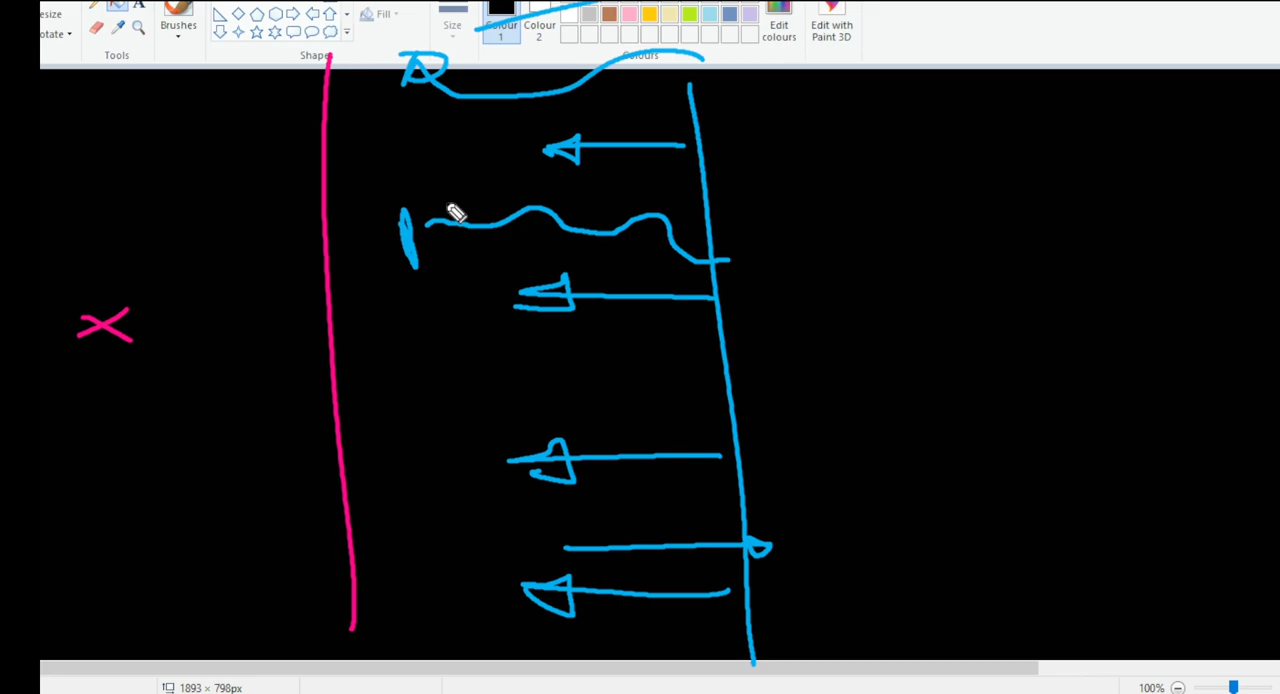 esize
otate
A
Brushes
Fill
Size
Colour
1
Colour
2
Edit
colours
Edit with
Paint 3D
Tools
Shape
Colours
X
1893 × 798px
100%